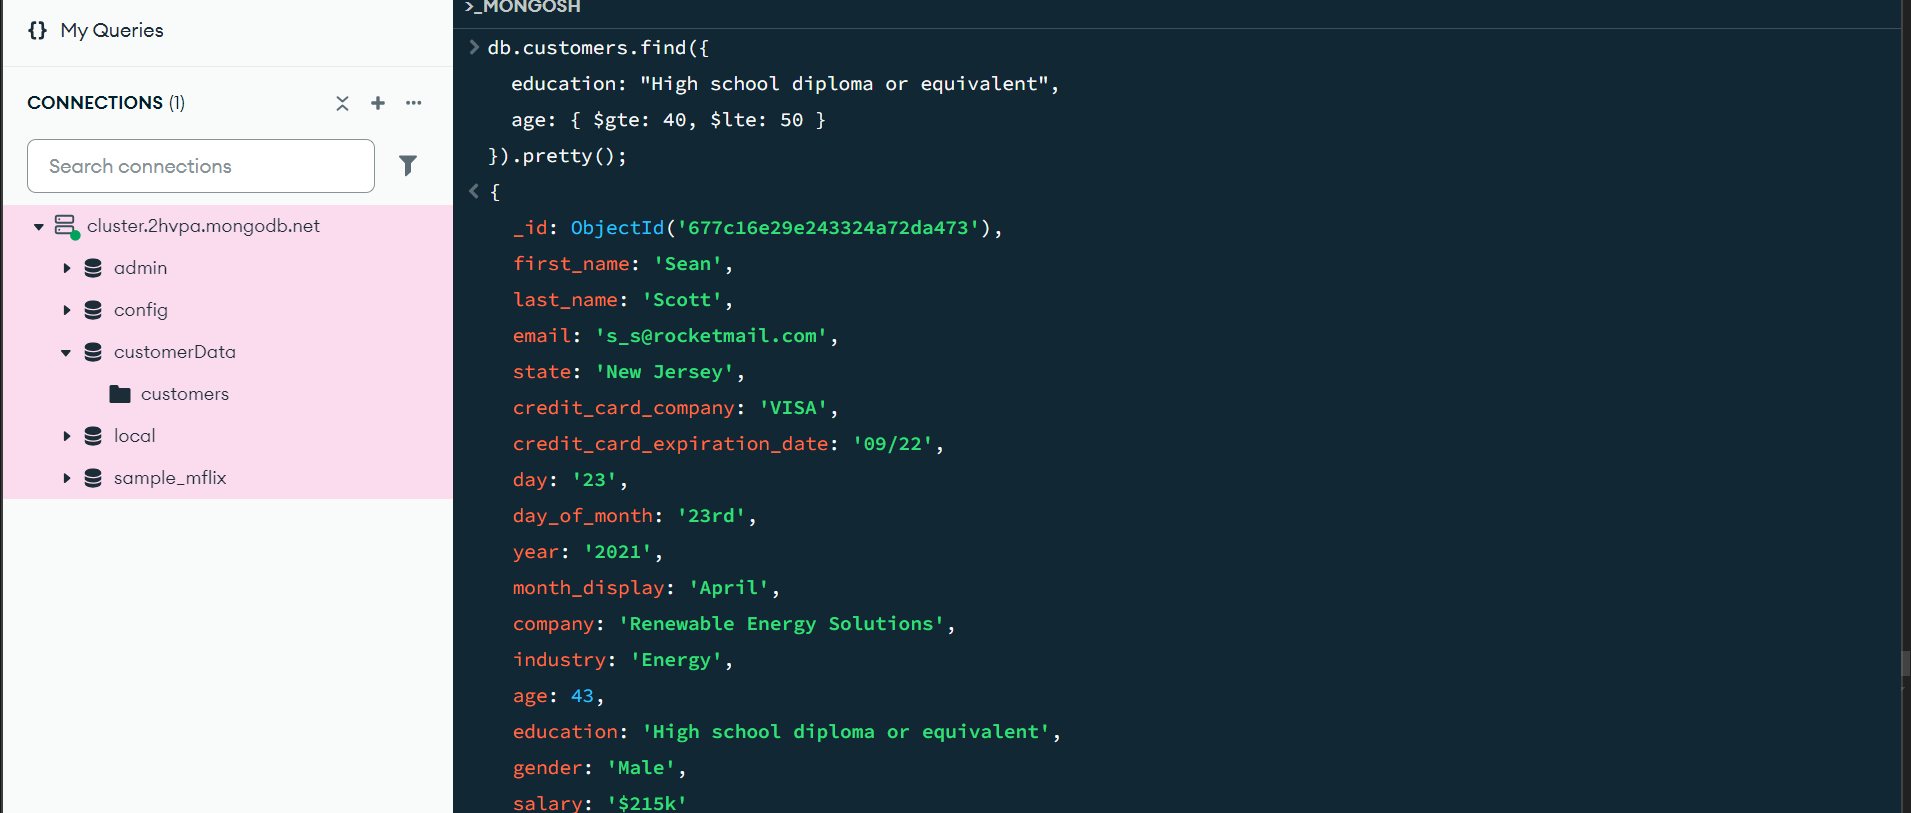 {} My Queries
CONNECTIONS (1)
Search connections
cluster.2hvpa.mongodb.net
admin
config
customerData
customers
local
sample_mflix
>_MONGOSH
db.customers.find({
  education: "High school diploma or equivalent",
  age: { $gte: 40, $lte: 50 }
}).pretty();
{
  _id: ObjectId('677c16e29e243324a72da473'),
  first_name: 'Sean',
  last_name: 'Scott',
  email: 's_s@rocketmail.com',
  state: 'New Jersey',
  credit_card_company: 'VISA',
  credit_card_expiration_date: '09/22',
  day: '23',
  day_of_month: '23rd',
  year: '2021',
  month_display: 'April',
  company: 'Renewable Energy Solutions',
  industry: 'Energy',
  age: 43,
  education: 'High school diploma or equivalent',
  gender: 'Male',
  salary: '$215k'